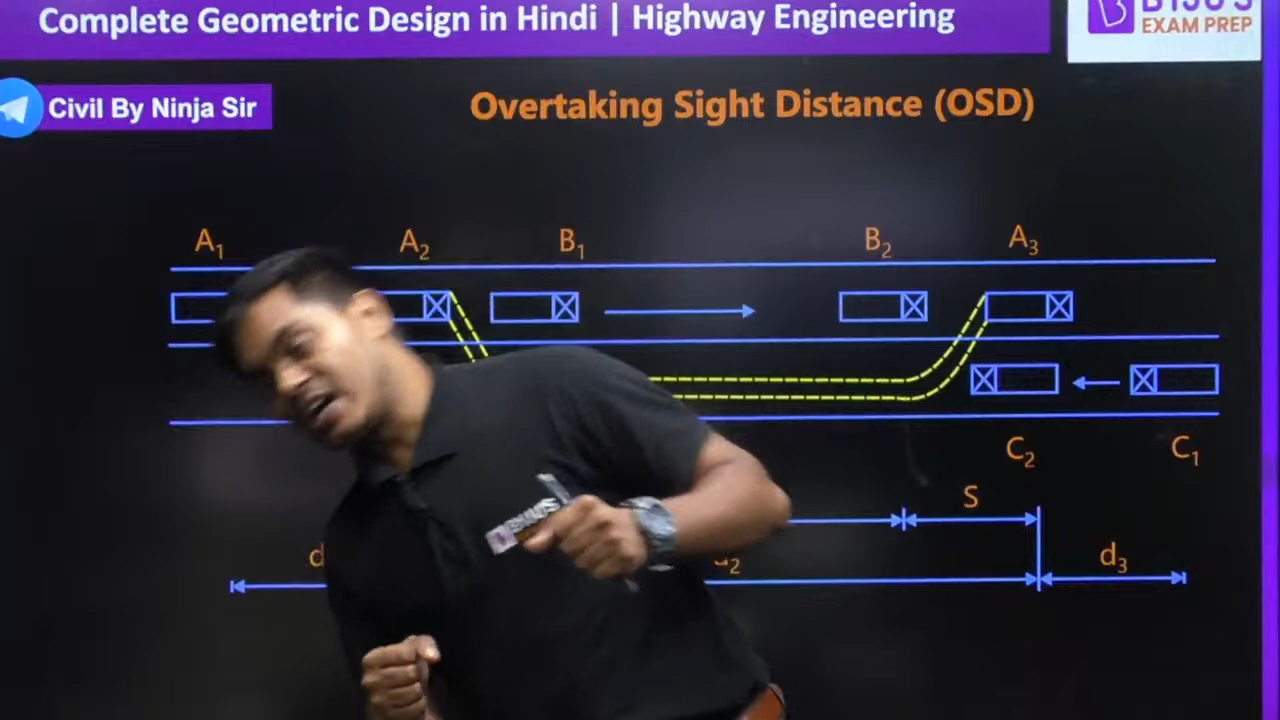 Complete Geometric Design in Hindi | Highway Engineering
EXAM PREP
Civil By Ninja Sir
Overtaking Sight Distance (OSD)
A₁ A₂ B₁ B₂ A₃
C₂ C₁
S
d₃